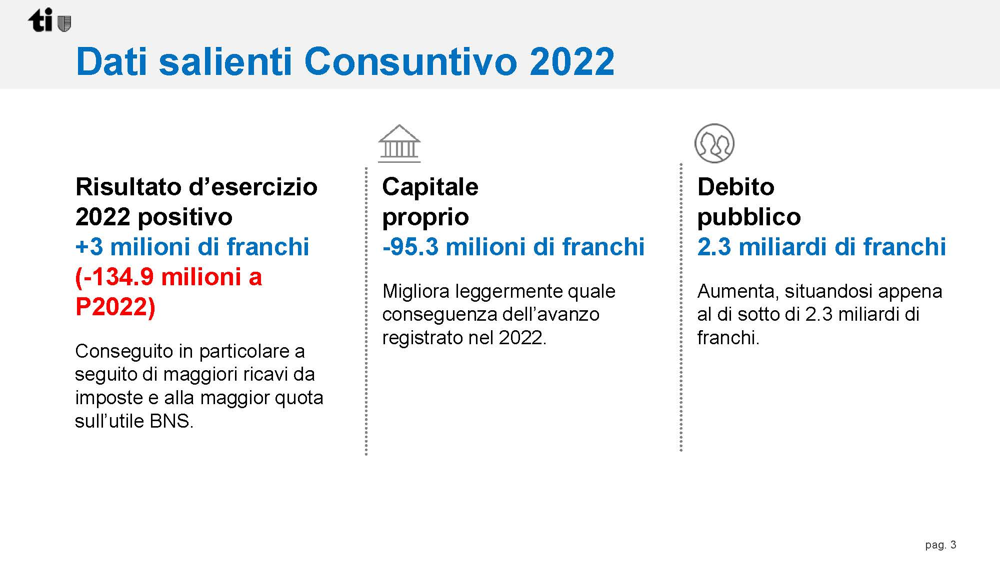 ti
Dati salienti Consuntivo 2022
Risultato d’esercizio
2022 positivo
+3 milioni di franchi
(-134.9 milioni a
P2022)
Conseguito in particolare a
seguito di maggiori ricavi da
imposte e alla maggior quota
sull’utile BNS.
Capitale
proprio
-95.3 milioni di franchi
Migliora leggermente quale
conseguenza dell’avanzo
registrato nel 2022.
Debito
pubblico
2.3 miliardi di franchi
Aumenta, situandosi appena
al di sotto di 2.3 miliardi di
franchi.
pag. 3